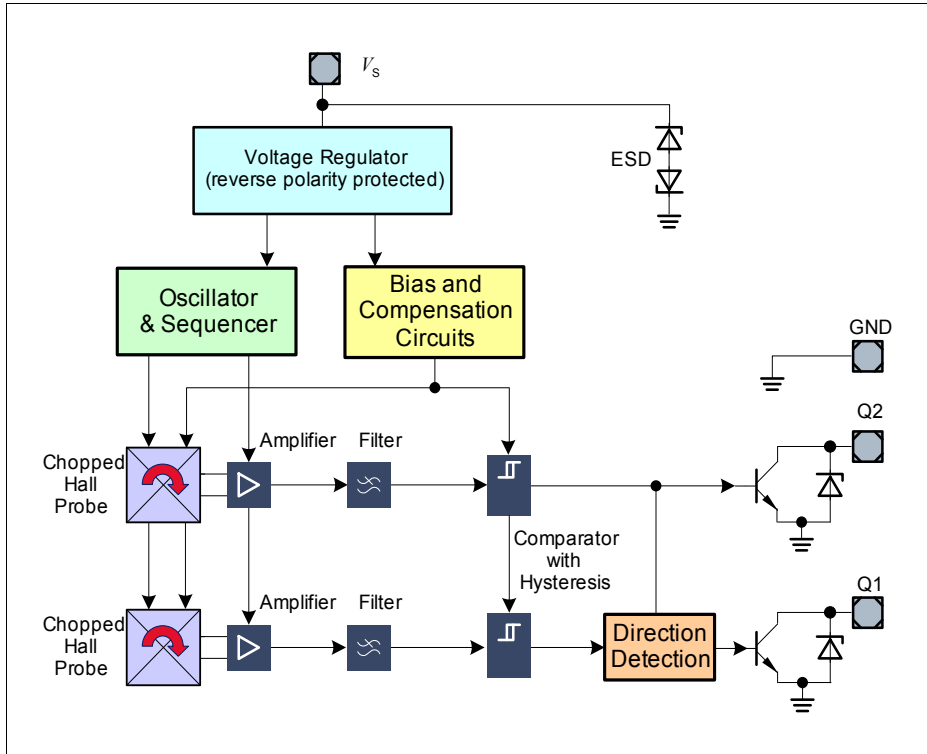 VS
Voltage Regulator
(reverse polarity protected)
ESD
Oscillator
& Sequencer
Bias and
Compensation
Circuits
GND
Q2
Amplifier
Filter
Chopped
Hall
Probe
Comparator
with
Hysteresis
Q1
Amplifier
Filter
Chopped
Hall
Probe
Direction
Detection